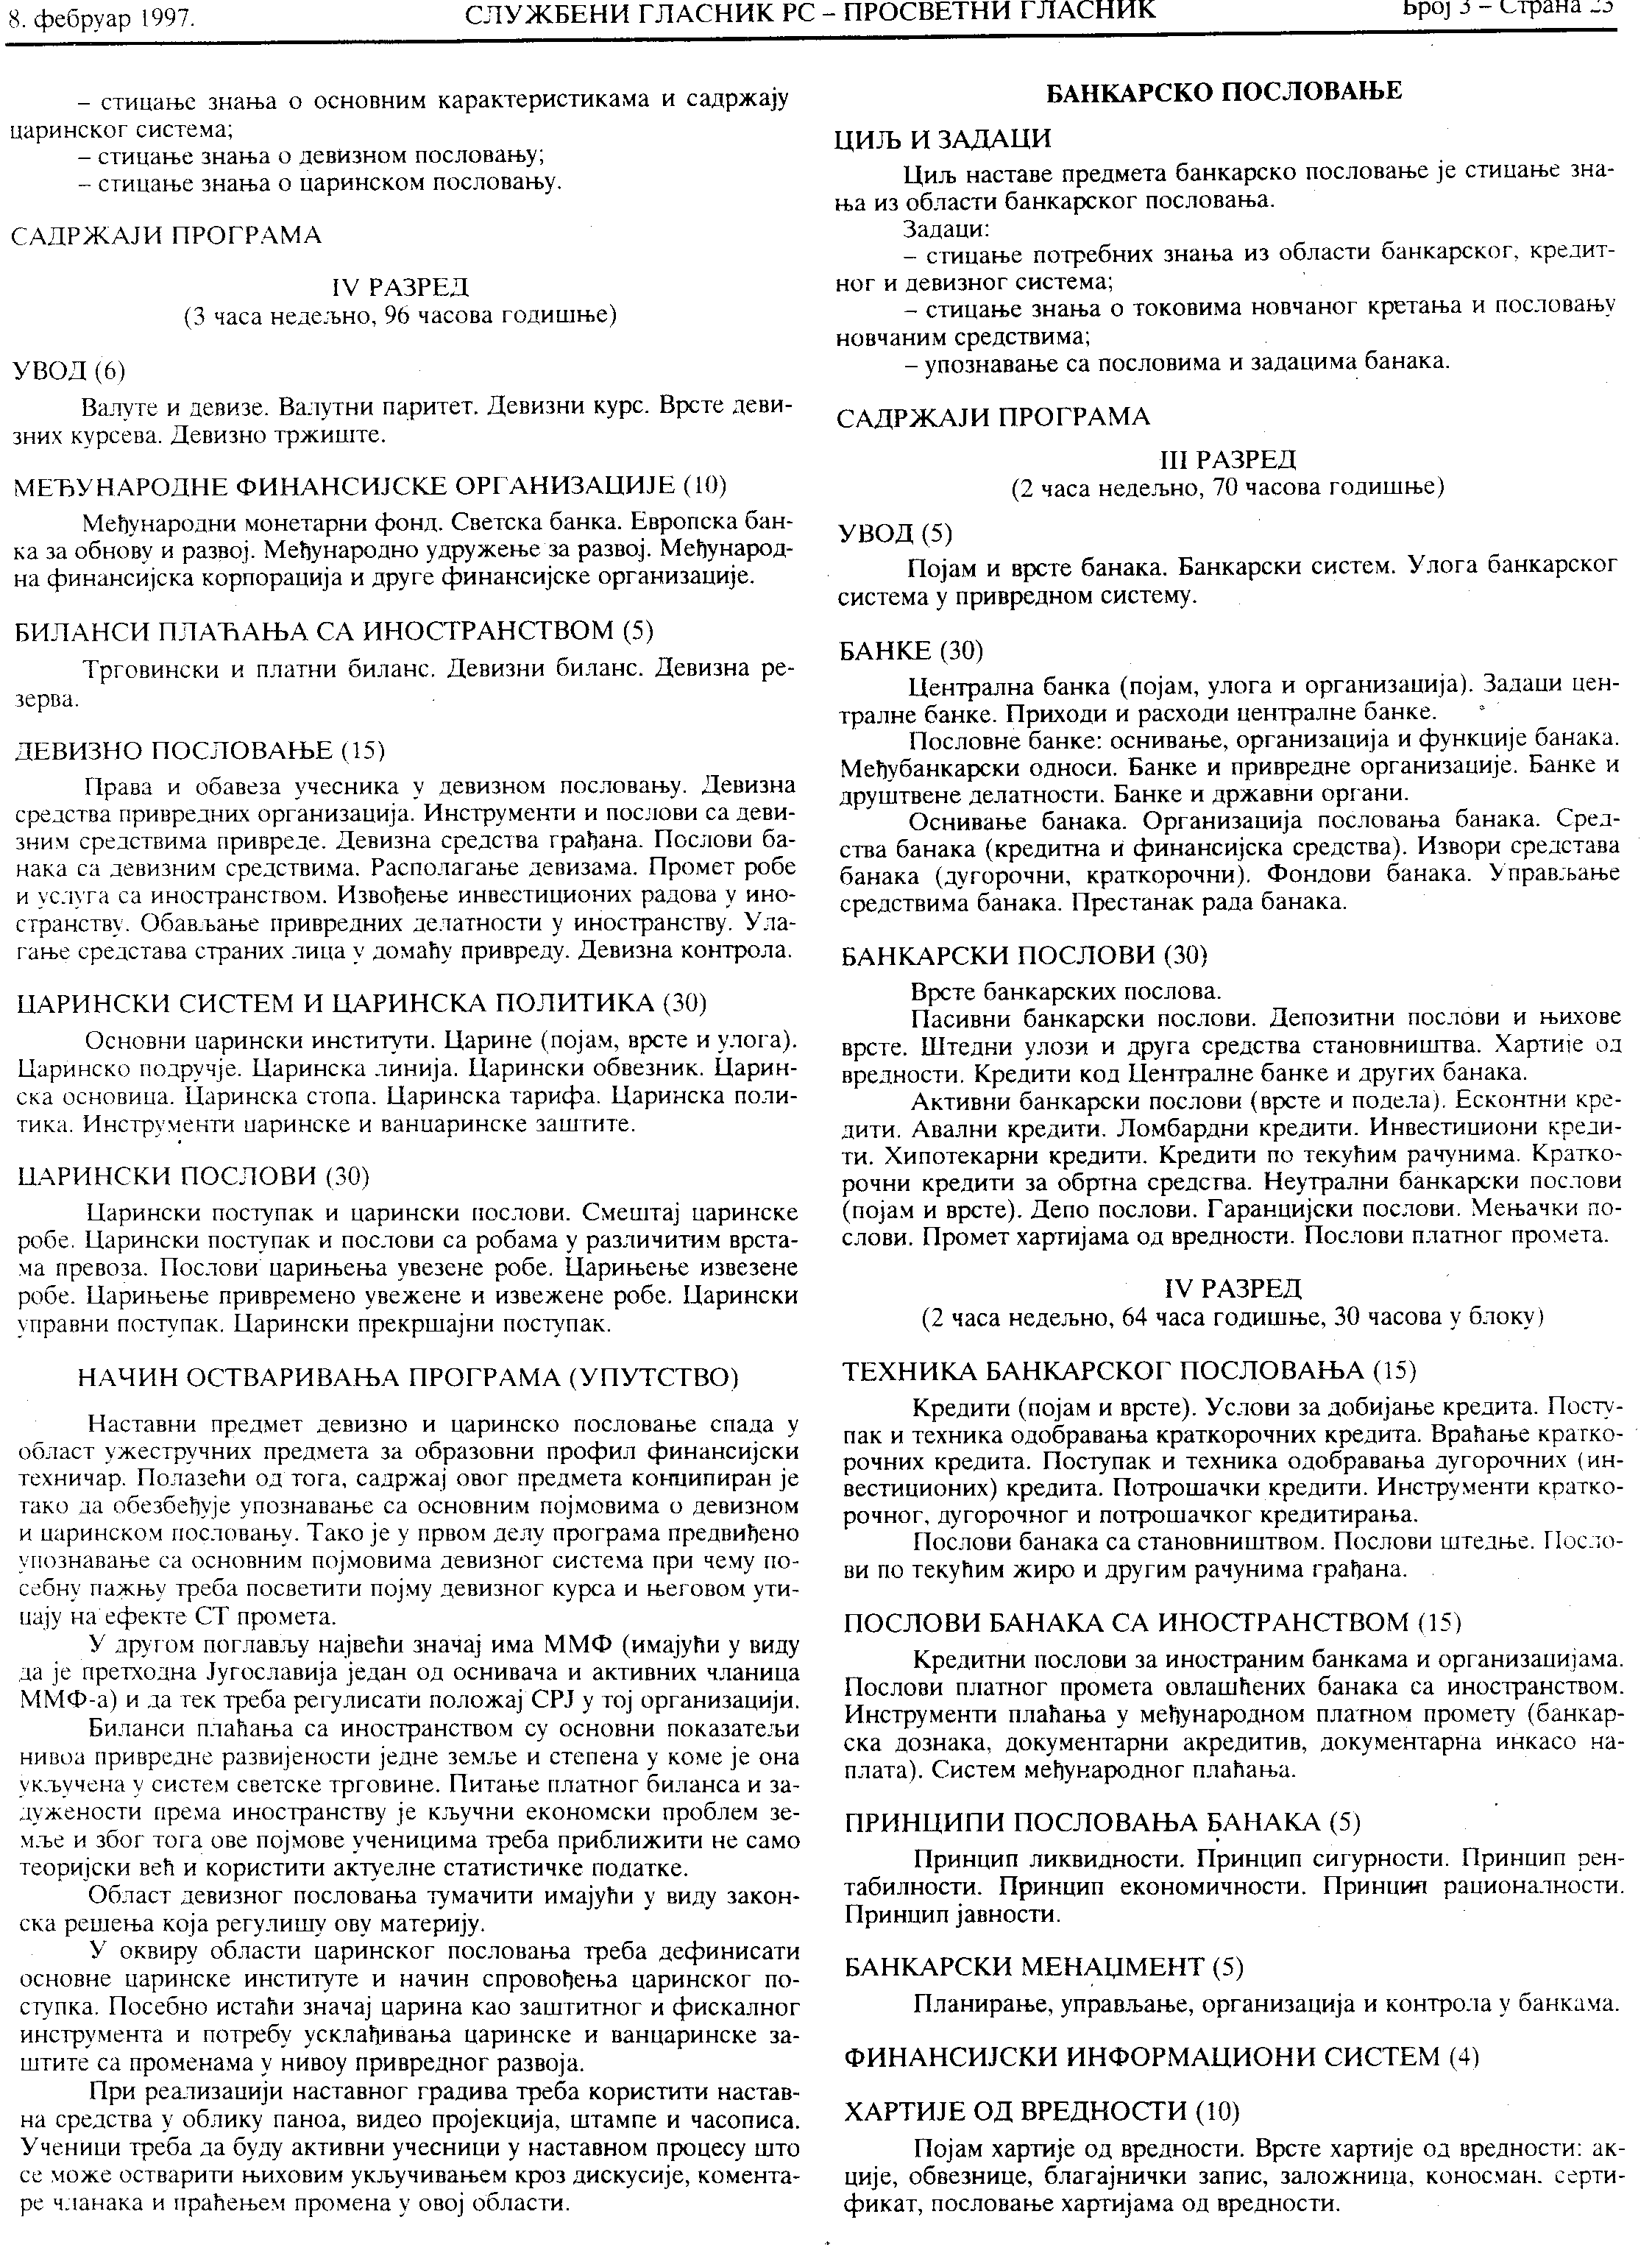 8. фебруар 1997.
СЛУЖБЕНИ ГЛАСНИК РС – ПРОСВЕТНИ ГЛАСНИК
Број 3 – Страна 23
– стицање знања о основним карактеристикама и садржају
царинског система;
– стицање знања о девизном пословању;
– стицање знања о царинском пословању.
САДРЖАЈИ ПРОГРАМА
IV РАЗРЕД
(3 часа недељно, 96 часова годишње)
УВОД (6)
Валуте и девизе. Валутни паритет. Девизни курс. Врсте деви-
зних курсева. Девизно тржиште.
МЕЂУНАРОДНЕ ФИНАНСИЈСКЕ ОРГАНИЗАЦИЈЕ (10)
Међународни монетарни фонд. Светска банка. Европска бан-
ка за обнову и развој. Међународно удружење за развој. Међународ-
на финансијска корпорација и друге финансијске организације.
БИЛАНСИ ПЛАЋАЊА СА ИНОСТРАНСТВОМ (5)
Трговински и платни биланс. Девизни биланс. Девизна ре-
зерва.
ДЕВИЗНО ПОСЛОВАЊЕ (15)
Права и обавеза учесника у девизном пословању. Девизна
средства привредних организација. Инструменти и послови са деви-
зним средствима привреде. Девизна средства грађана. Послови ба-
нака са девизним средствима. Располагање девизама. Промет робе
и услуга са иностранством. Извођење инвестиционих радова у ино-
странству. Обављање привредних делатности у иностранству. Ула-
гање средстава страних лица у домаћу привреду. Девизна контрола.
ЦАРИНСКИ СИСТЕМ И ЦАРИНСКА ПОЛИТИКА (30)
Основни царински институти. Царине (појам, врсте и улога).
Царинско подручје. Царинска линија. Царински обвезник. Царин-
ска основица. Царинска стопа. Царинска тарифа. Царинска поли-
тика. Инструменти царинске и ванцаринске заштите.
ЦАРИНСКИ ПОСЛОВИ (30)
Царински поступак и царински послови. Смештај царинске
робе. Царински поступак и послови са робама у различитим врста-
ма превоза. Послови царињења увезене робе. Царињење извезене
робе. Царињење привремено увежене и извежене робе. Царински
управни поступак. Царински прекршајни поступак.
НАЧИН ОСТВАРИВАЊА ПРОГРАМА (УПУТСТВО)
Наставни предмет девизно и царинско пословање спада у
област ужестручних предмета за образовни профил финансијски
техничар. Полазећи од тога, садржај овог предмета конципиран је
тако да обезбеђује упознавање са основним појмовима о девизном
и царинском пословању. Тако је у првом делу програма предвиђено
упознавање са основним појмовима девизног система при чему по-
себну пажњу треба посветити појму девизног курса и његовом ути-
цају на ефекте СТ промета.
У другом поглављу највећи значај има ММФ (имајући у виду
да је претходна Југославија један од оснивача и активних чланица
ММФ-а) и да тек треба регулисати положај СРЈ у тој организацији.
Биланси плаћања са иностранством су основни показатељи
нивоа привредне развијености једне земље и степена у коме је она
укључена у систем светске трговине. Питање платног биланса и за-
дужености према иностранству је кључни економски проблем зе-
мље и због тога ове појмове ученицима треба приближити не само
теоријски већ и користити актуелне статистичке податке.
Област девизног пословања тумачити имајући у виду закон-
ска решења која регулишу ову материју.
У оквиру области царинског пословања треба дефинисати
основне царинске институте и начин спровођења царинског по-
ступка. Посебно истаћи значај царина као заштитног и фискалног
инструмента и потребу усклађивања царинске и ванцаринске за-
штите са променама у нивоу привредног развоја.
При реализацији наставног градива треба користити настав-
на средства у облику паноа, видео пројекција, штампе и часописа.
Ученици треба да буду активни учесници у наставном процесу што
се може остварити њиховим укључивањем кроз дискусије, комента-
ре чланака и праћењем промена у овој области.
БАНКАРСКО ПОСЛОВАЊЕ
ЦИЉ И ЗАДАЦИ
Циљ наставе предмета банкарско пословање је стицање зна-
ња из области банкарског пословања.
Задаци:
– стицање потребних знања из области банкарског, кредит-
ног и девизног система;
– стицање знања о токовима новчаног кретања и пословању
новчаним средствима;
– упознавање са пословима и задацима банака.
САДРЖАЈИ ПРОГРАМА
III РАЗРЕД
(2 часа недељно, 70 часова годишње)
УВОД (5)
Појам и врсте банака. Банкарски систем. Улога банкарског
система у привредном систему.
БАНКЕ (30)
Централна банка (појам, улога и организација). Задаци цен-
тралне банке. Приходи и расходи централне банке.
Пословне банке: оснивање, организација и функције банака.
Међубанкарски односи. Банке и привредне организације. Банке и
друштвене делатности. Банке и државни органи.
Оснивање банака. Организација пословања банака. Сред-
ства банака (кредитна и финансијска средства). Извори средстава
банака (дугорочни, краткорочни). Фондови банака. Управљање
средствима банака. Престанак рада банака.
БАНКАРСКИ ПОСЛОВИ (30)
Врсте банкарских послова.
Пасивни банкарски послови. Депозитни послови и њихове
врсте. Штедни улози и друга средства становништва. Хартије од
вредности. Кредити код Централне банке и других банака.
Активни банкарски послови (врсте и подела). Есконтни кре-
дити. Авални кредити. Ломбардни кредити. Инвестициони креди-
ти. Хипотекарни кредити. Кредити по текућим рачунима. Кратко-
рочни кредити за обртна средства. Неутрални банкарски послови
(појам и врсте). Депо послови. Гаранцијски послови. Мењачки по-
слови. Промет хартијама од вредности. Послови платног промета.
IV РАЗРЕД
(2 часа недељно, 64 часа годишње, 30 часова у блоку)
ТЕХНИКА БАНКАРСКОГ ПОСЛОВАЊА (15)
Кредити (појам и врсте). Услови за добијање кредита. Посту-
пак и техника одобравања краткорочних кредита. Враћање кратко-
рочних кредита. Поступак и техника одобравања дугорочних (ин-
вестиционих) кредита. Потрошачки кредити. Инструменти кратко-
рочног, дугорочног и потрошачког кредитирања.
Послови банака са становништвом. Послови штедње. Посло-
ви по текућим жиро и другим рачунима грађана.
ПОСЛОВИ БАНАКА СА ИНОСТРАНСТВОМ (15)
Кредитни послови за иностраним банкама и организацијама.
Послови платног промета овлашћених банака са иностранством.
Инструменти плаћања у међународном платном промету (банкар-
ска дознака, документарни акредитив, документарна инкасо на-
плата). Систем међународног плаћања.
ПРИНЦИПИ ПОСЛОВАЊА БАНАКА (5)
Принцип ликвидности. Принцип сигурности. Принцип рен-
табилности. Принцип економичности. Принцип рационалности.
Принцип јавности.
БАНКАРСКИ МЕНАЏМЕНТ (5)
Планирање, управљање, организација и контрола у банкама.
ФИНАНСИЈСКИ ИНФОРМАЦИОНИ СИСТЕМ (4)
ХАРТИЈЕ ОД ВРЕДНОСТИ (10)
Појам хартије од вредности. Врсте хартије од вредности: ак-
ције, обвезнице, благајнички запис, заложница, коносман. серти-
фикат, пословање хартијама од вредности.